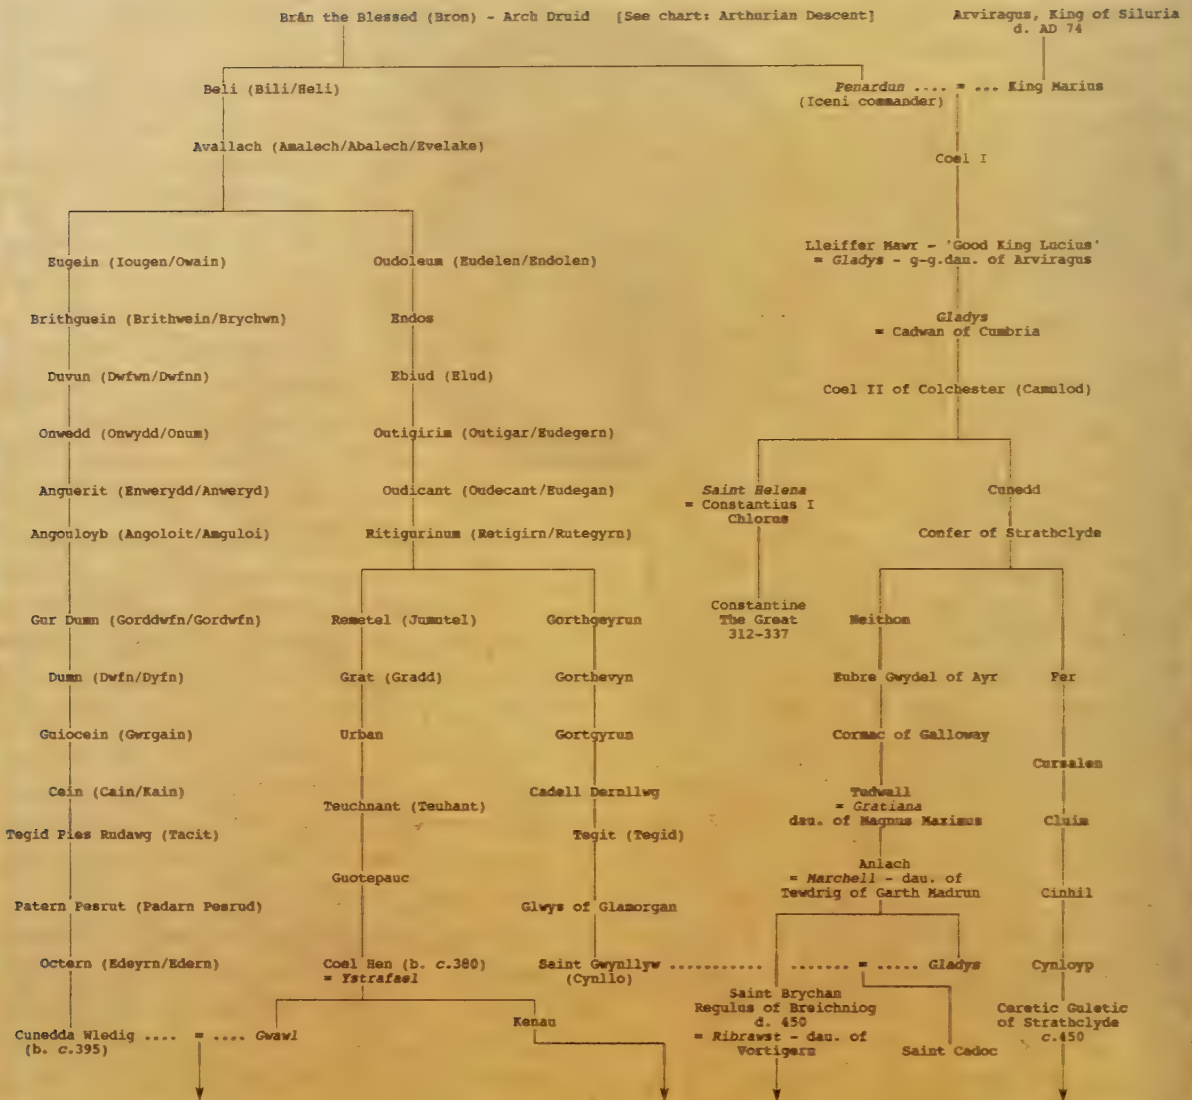 Brân the Blessed (Bron) - Arch Druid [See chart: Arthurian Descent]
Arviragus, King of Siluria
d. AD 74
Beli (Bili/Heli)
Penardun .... = ... King Marius
(Iceni commander)
Avallach (Amalech/Abalech/Evelake)
Coel I
Lleiffer Mawr - 'Good King Lucius'
= Gladys - g-g.dau. of Arviragus
Eugein (Iougen/Owain)
Oudoleum (Eudelen/Endolen)
Brithguein (Brithwein/Brychwn)
Endos
Gladys
= Cadwan of Cumbria
Duvun (Dwfwn/Dwfnn)
Ebiud (Elud)
Coel II of Colchester (Camulod)
Onwedd (Onwydd/Onum)
Outigirim (Outigar/Eudegern)
Anguerit (Enwerydd/Anweryd)
Oudicant (Oudecant/Eudegan)
Saint Helena
= Constantius I
Chlorus
Cunedd
Angouloyb (Angoloit/Amguloi)
Ritigurinum (Retigirn/Rutegyrn)
Confer of Strathclyde
Constantine
The Great
312-337
Gur Dumn (Gorddwfn/Gordwfn)
Remetel (Jumutel)
Gorthgeyrun
Neithon
Dumn (Dwfn/Dyfn)
Grat (Gradd)
Gorthevyn
Eubre Gwydel of Ayr
Fer
Guiocein (Gwrgain)
Urban
Gortgyrun
Cormac of Galloway
Cursalen
Cein (Cain/Kain)
Teuchnant (Teuhant)
Cadell Dernllwg
Tudwall
= Gratiana
dau. of Magnus Maximus
Tegid Pies Rudawg (Tacit)
Tegit (Tegid)
Cluim
Guotepauc
Anlach
= Marchell - dau. of
Tewdrig of Garth Madrun
Cinhil
Patern Pesrut (Padarn Pesrud)
Glwys of Glamorgan
Octern (Edeyrn/Edern)
Coel Hen (b. c.380)
= Ystrafael
Saint Gwynllyw ........... ....... = ..... Gladys
(Cynllo)
Cynloyp
Saint Brychan
Regulus of Breichniog
d. 450
= Ribrawst - dau. of
Vortigern
Saint Cadoc
Ceretic Guletic
of Strathclyde
c.450
Cunedda Wledig .... = .... Gwawl
(b. c.395)
Kenau